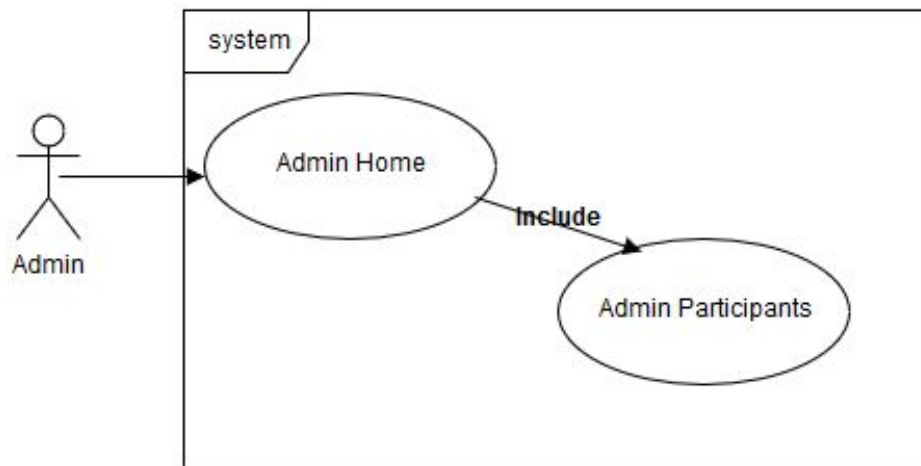 system
Admin Home
Include
Admin
Admin Participants